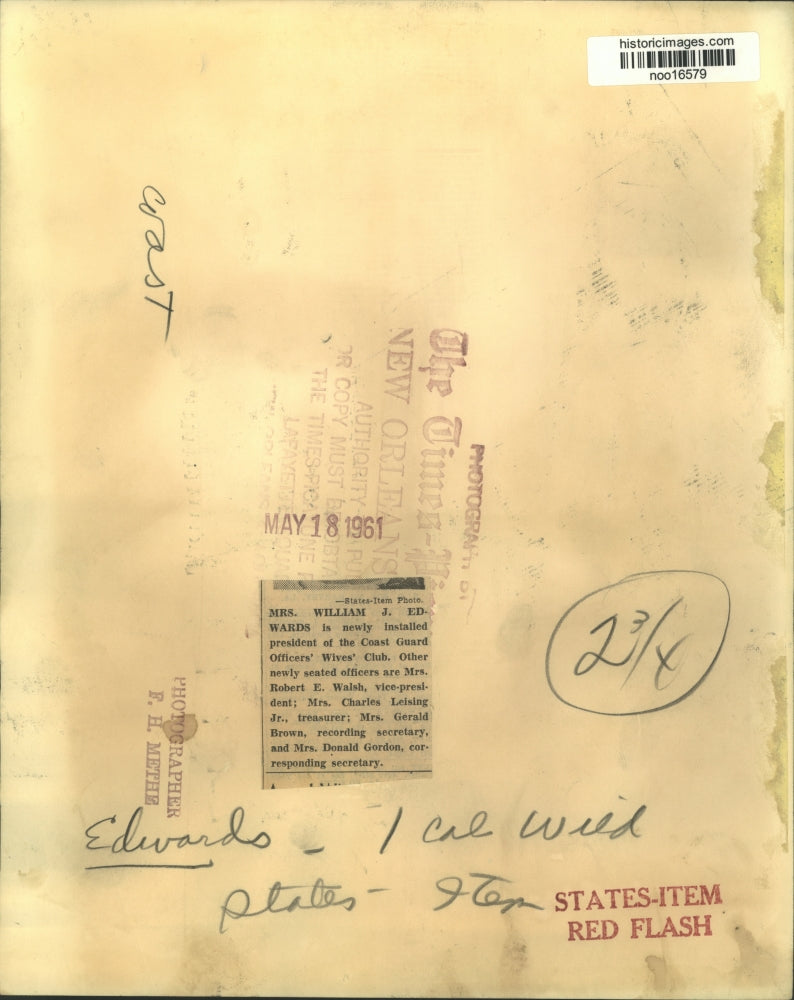 historicimages.com
noo16579
wast
The Times-Pi
NEW ORLEANS
AUTHORITY
OR COPY MUST
THE TIMES-PIC
LAFAYETTE
PHOTOGRAPH BY
MAY 18 1961
—States-Item Photo.
MRS. WILLIAM J. ED-
WARDS is newly installed
president of the Coast Guard
Officers' Wives' Club. Other
newly seated officers are Mrs.
Robert E. Walsh, vice-presi-
dent; Mrs. Charles Leising
Jr., treasurer; Mrs. Gerald
Brown, recording secretary,
and Mrs. Donald Gordon, cor-
responding secretary.
2 3/4
PHOTOGRAPHER
F. H. METHE
Edwards - 1 Col Wild
States-Item
STATES-ITEM
RED FLASH